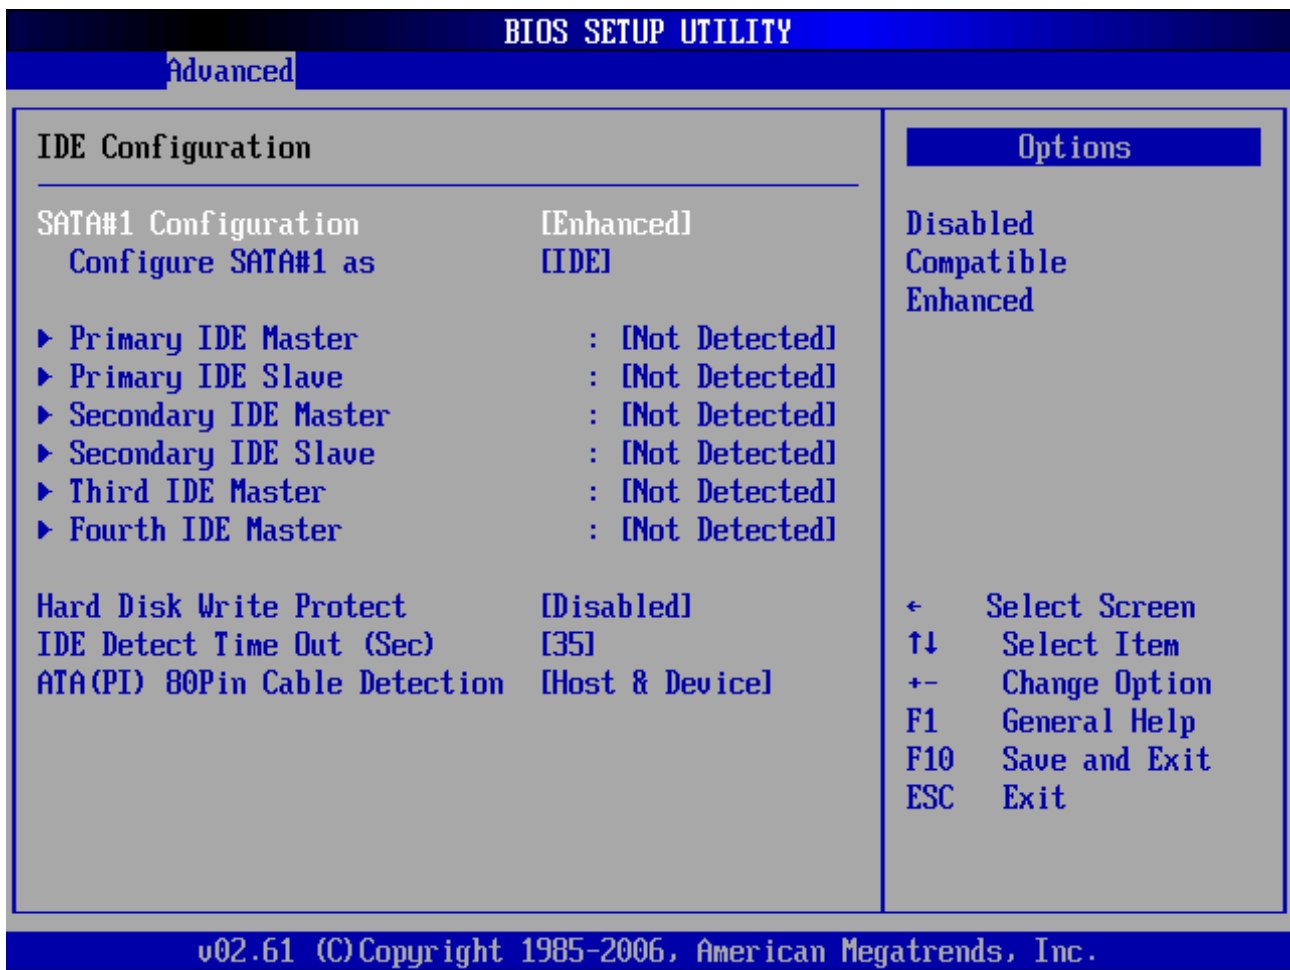 BIOS SETUP UTILITY
Advanced
IDE Configuration
SATA#1 Configuration [Enhanced]
Configure SATA#1 as [IDE]
Primary IDE Master : [Not Detected]
Primary IDE Slave : [Not Detected]
Secondary IDE Master : [Not Detected]
Secondary IDE Slave : [Not Detected]
Third IDE Master : [Not Detected]
Fourth IDE Master : [Not Detected]
Hard Disk Write Protect [Disabled]
IDE Detect Time Out (Sec) [35]
ATA(PI) 80Pin Cable Detection [Host & Device]
Options
Disabled
Compatible
Enhanced
← Select Screen
↑↓ Select Item
+- Change Option
F1 General Help
F10 Save and Exit
ESC Exit
v02.61 (C)Copyright 1985-2006, American Megatrends, Inc.